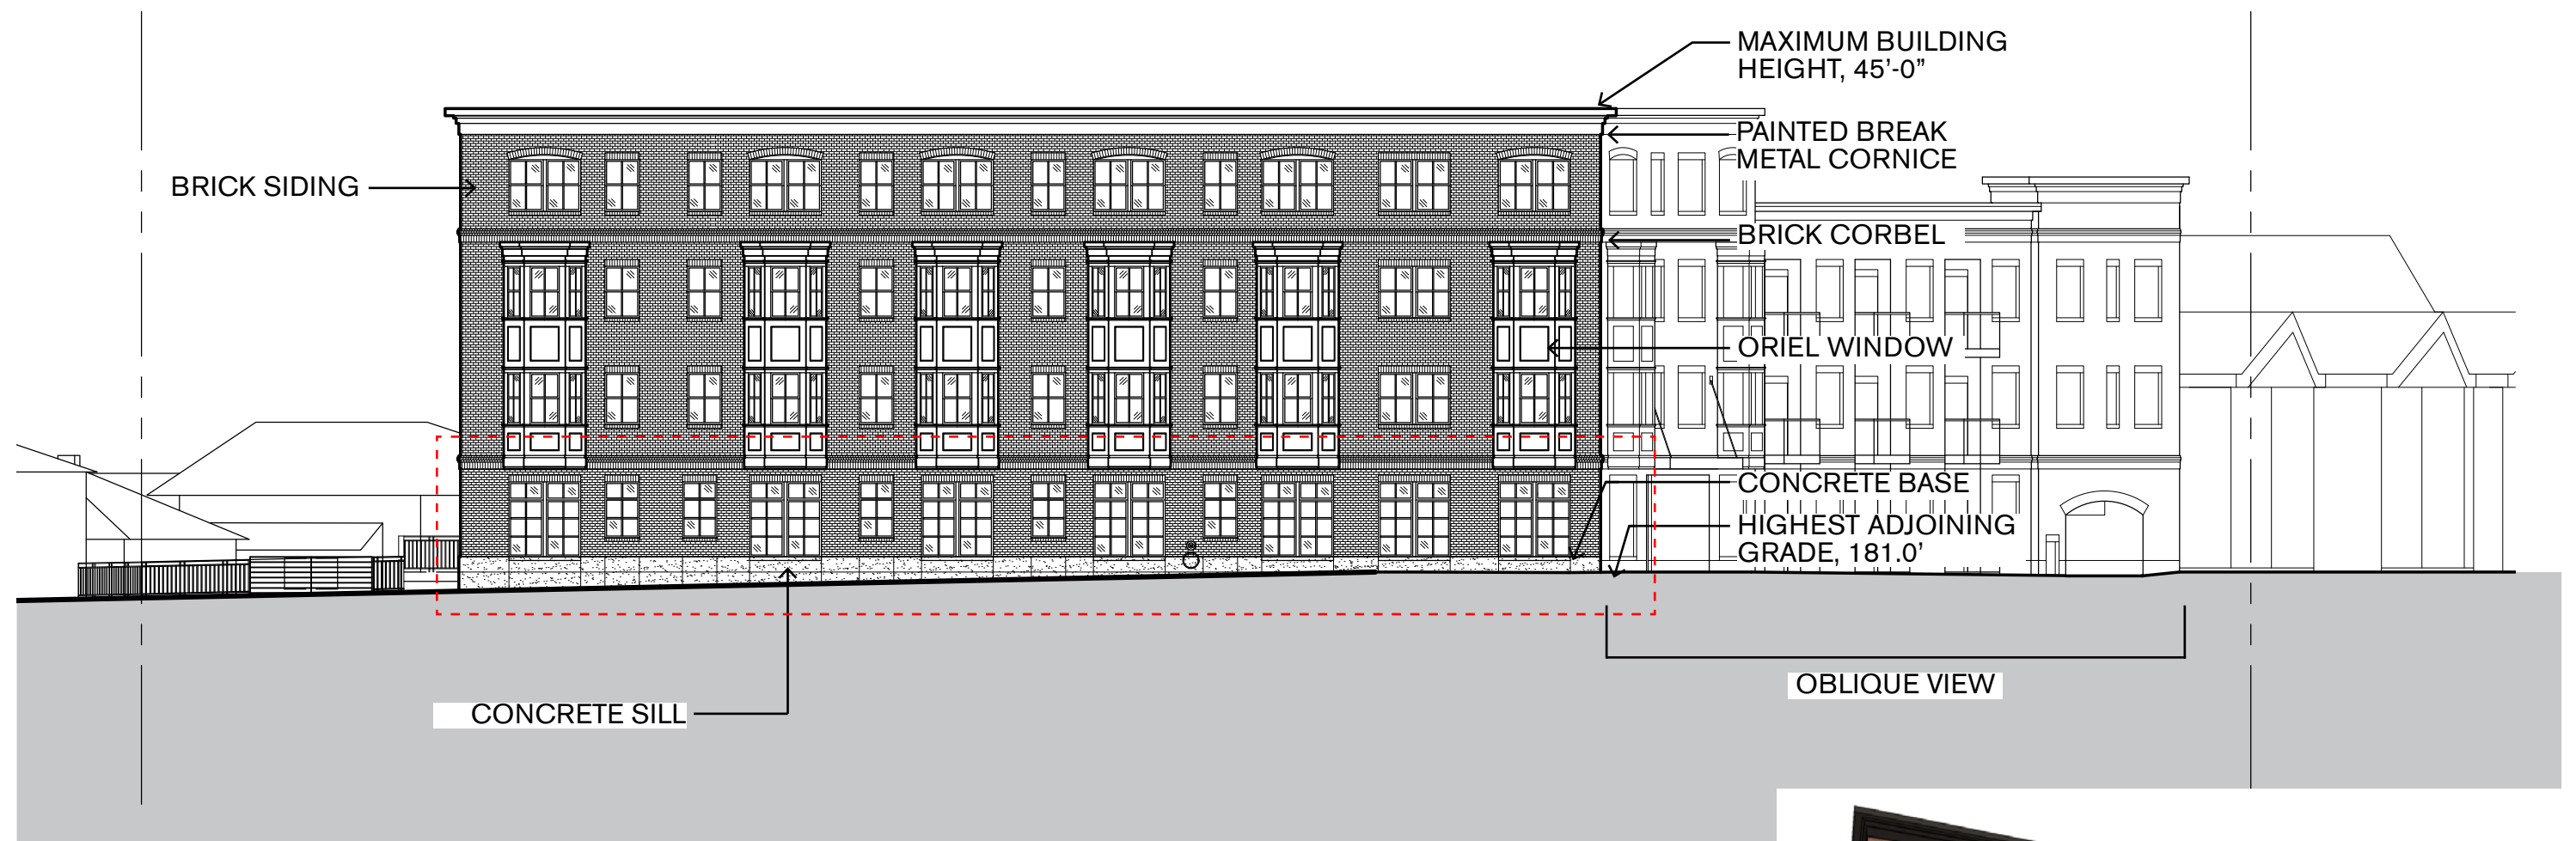 MAXIMUM BUILDING
HEIGHT, 45'-0”
PAINTED BREAK
METAL CORNICE
BRICK SIDING
BRICK CORBEL
ORIEL WINDOW
CONCRETE BASE
HIGHEST ADJOINING
GRADE, 181.0'
OBLIQUE VIEW
CONCRETE SILL